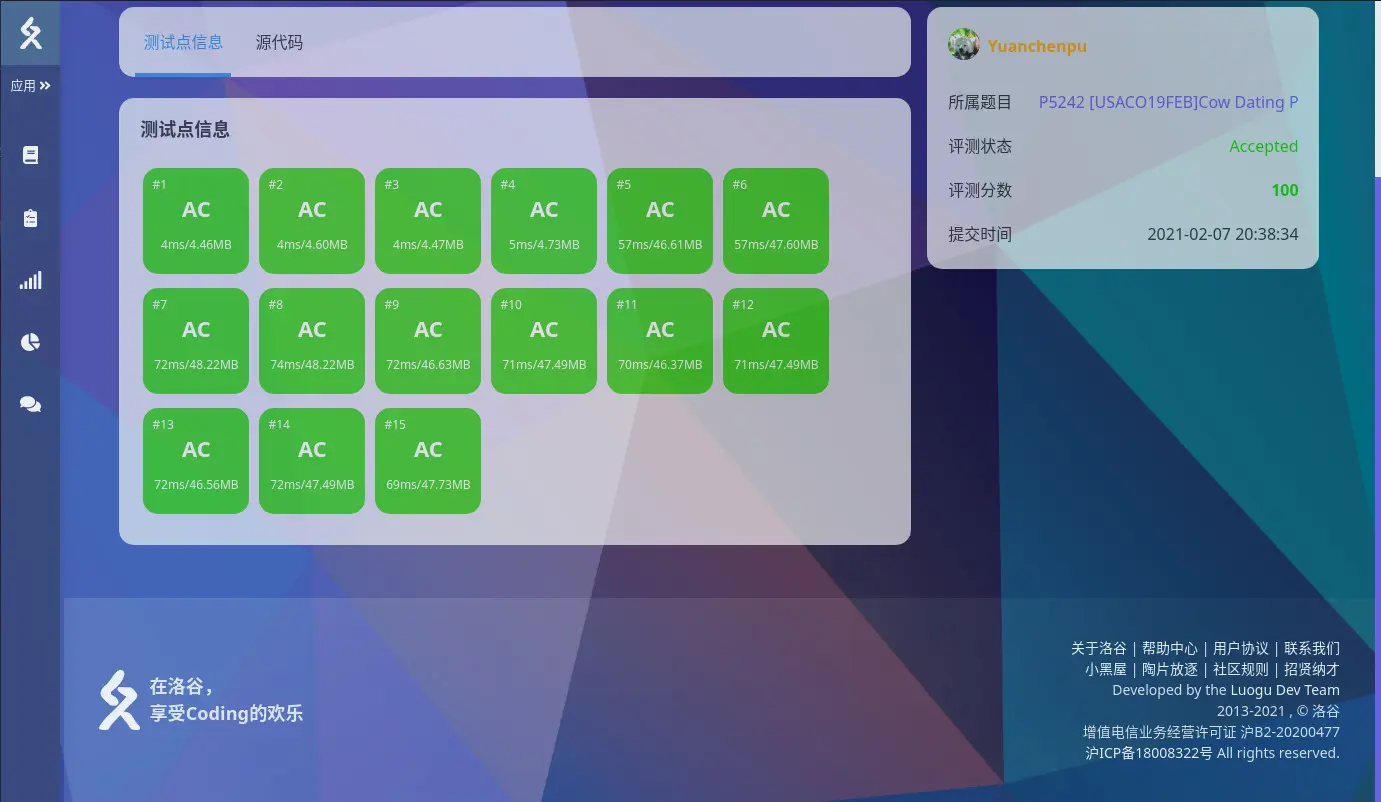 应用
测试点信息 源代码
测试点信息
#1 #2 #3 #4 #5 #6
AC AC AC AC AC AC
4ms/4.46MB 4ms/4.60MB 4ms/4.47MB 5ms/4.73MB 57ms/46.61MB 57ms/47.60MB
#7 #8 #9 #10 #11 #12
AC AC AC AC AC AC
72ms/48.22MB 74ms/48.22MB 72ms/46.63MB 71ms/47.49MB 70ms/46.37MB 71ms/47.49MB
#13 #14 #15
AC AC AC
72ms/46.56MB 72ms/47.49MB 69ms/47.73MB
Yuanchenpu
所属题目 P5242 [USACO19FEB]Cow Dating P
评测状态 Accepted
评测分数 100
提交时间 2021-02-07 20:38:34
在洛谷，
享受Coding的欢乐
关于洛谷 | 帮助中心 | 用户协议 | 联系我们
小黑屋 | 陶片放逐 | 社区规则 | 招贤纳才
Developed by the Luogu Dev Team
2013-2021 , © 洛谷
增值电信业务经营许可证 沪B2-20200477
沪ICP备18008322号 All rights reserved.